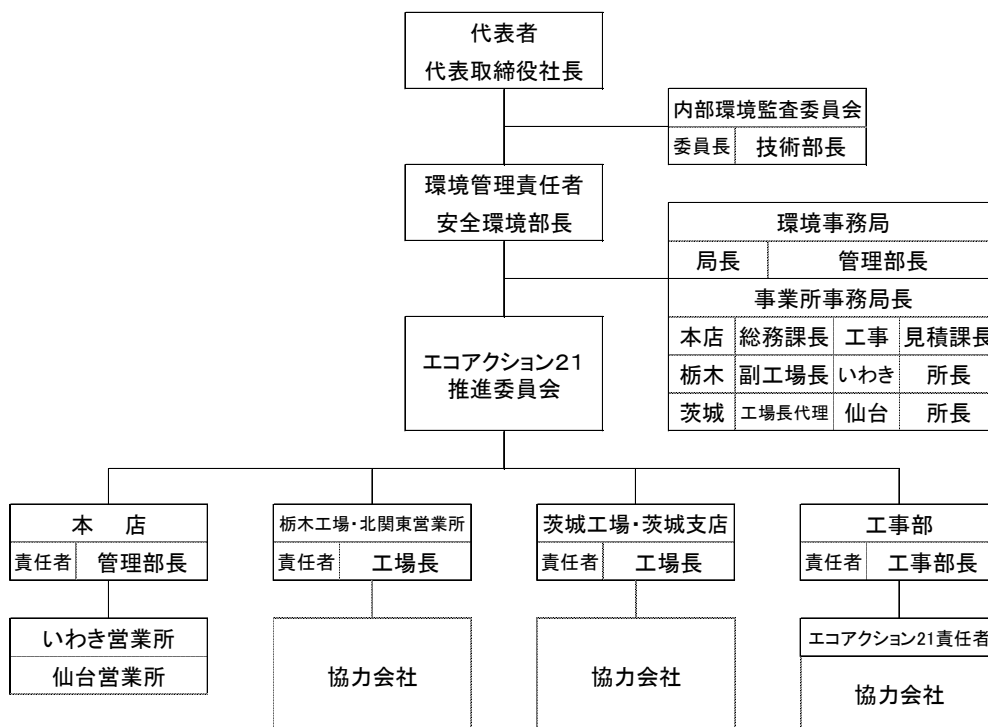 代表者
代表取締役社長
内部環境監査委員会
委員長 技術部長
環境管理責任者
安全環境部長
環境事務局
局長 管理部長
事業所事務局長
本店 総務課長 工事 見積課長
栃木 副工場長 いわき 所長
茨城 工場長代理 仙台 所長
エコアクション21
推進委員会
本 店
責任者 管理部長
いわき営業所
仙台営業所
栃木工場・北関東営業所
責任者 工場長
協力会社
茨城工場・茨城支店
責任者 工場長
協力会社
工事部
責任者 工事部長
エコアクション21責任者
協力会社